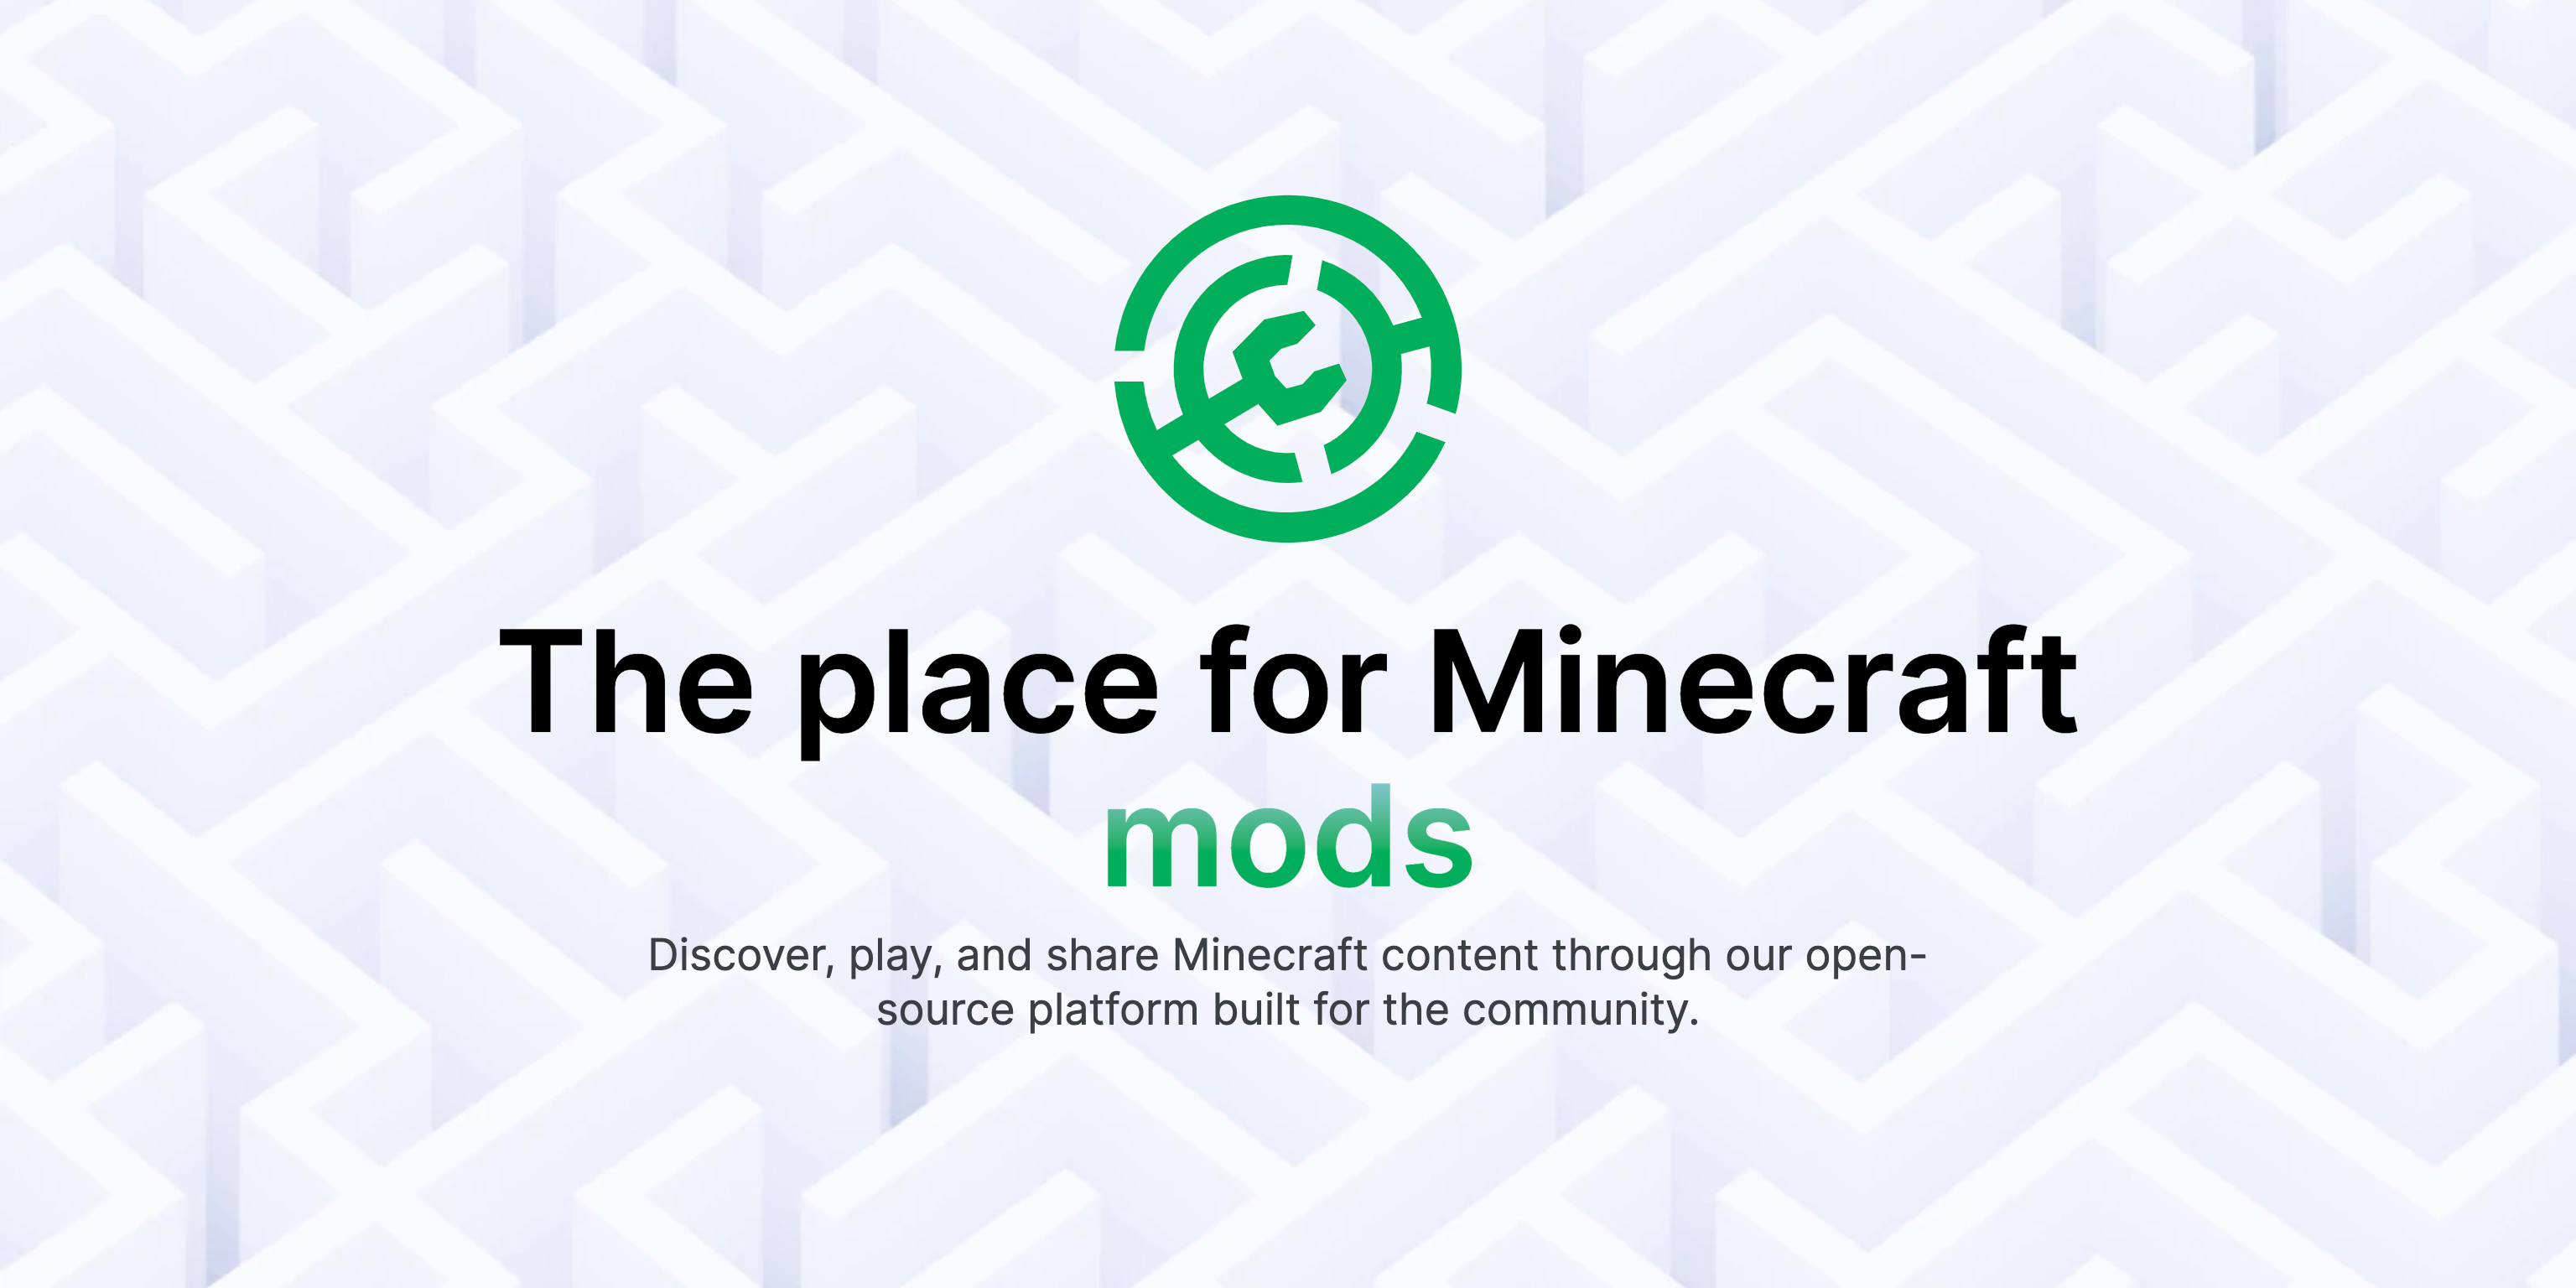 The place for Minecraft
mods
Discover, play, and share Minecraft content through our open-
source platform built for the community.